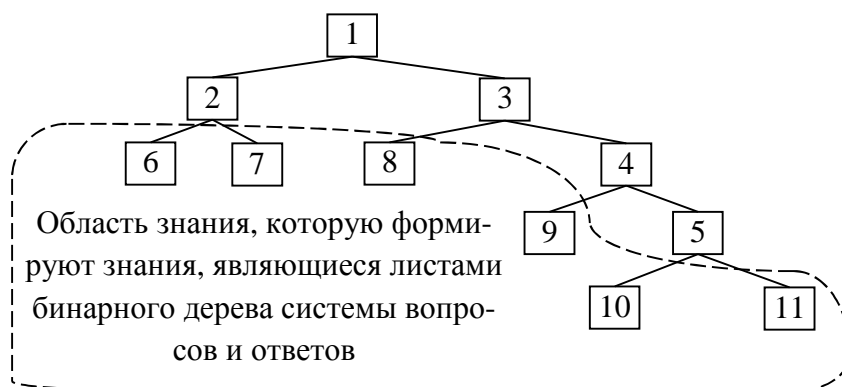 1
2 3
6 7 8 4
Область знания, которую форми-
9 5
руют знания, являющиеся листами
бинарного дерева системы вопро-
10 11
сов и ответов